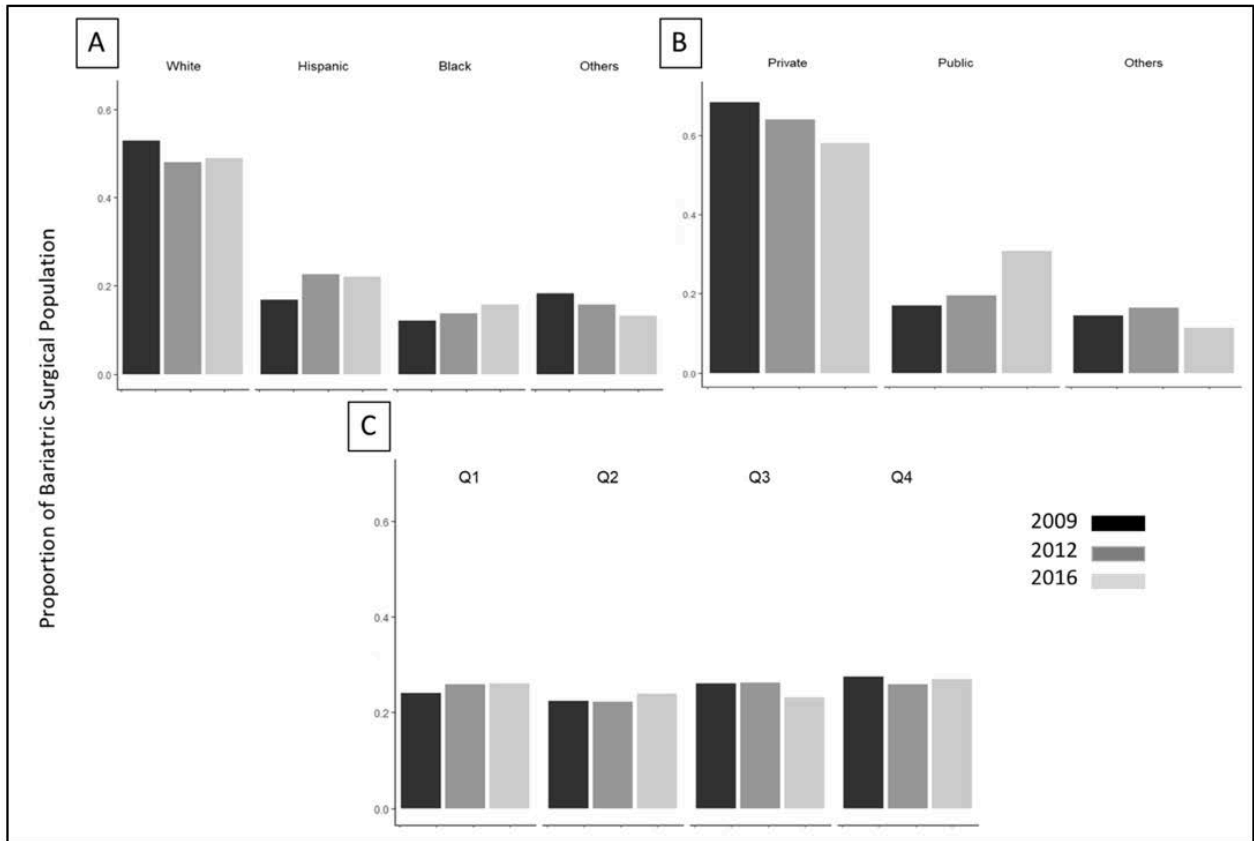 A
White Hispanic Black Others
0.6
0.4
0.2
0.0
B
Private Public Others
0.6
0.4
0.2
0.0
Proportion of Bariatric Surgical Population
C
Q1 Q2 Q3 Q4
0.6
0.4
0.2
0.0
2009
2012
2016